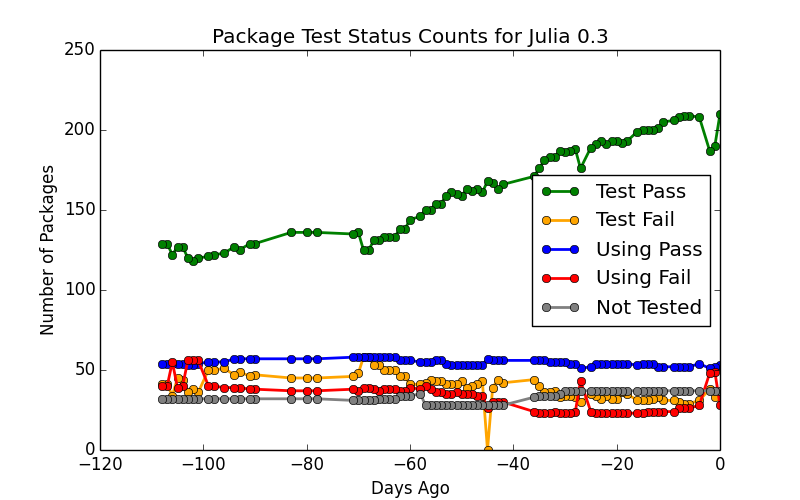 Package Test Status Counts for Julia 0.3
250
200
150
100
50
0
Number of Packages
Test Pass
Test Fail
Using Pass
Using Fail
Not Tested
−120
−100
−80
−60
−40
−20
0
Days Ago